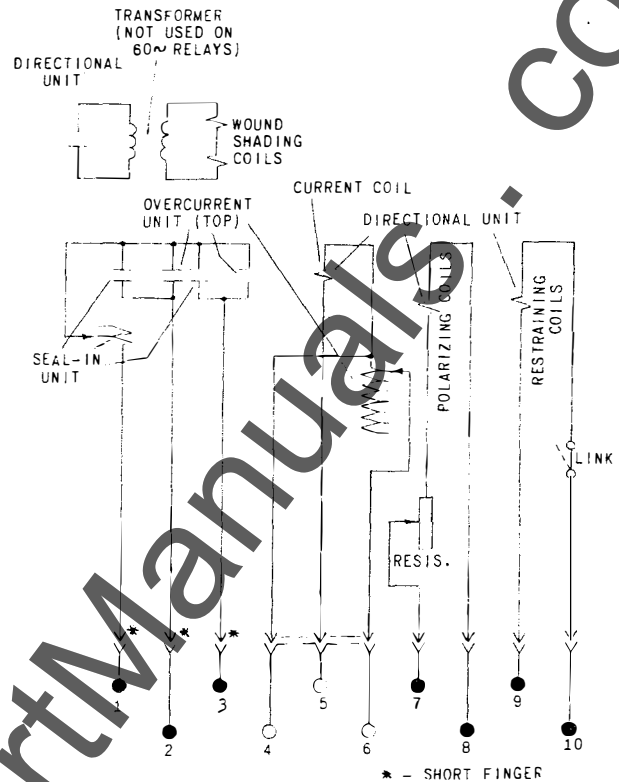 TRANSFORMER
(NOT USED ON
60~ RELAYS)
DIRECTIONAL
UNIT
WOUND
SHADING
COILS
CURRENT COIL
OVERCURRENT
UNIT (TOP)
DIRECTIONAL UNIT
POLARIZING COILS
RESTRAINING
COILS
SEAL-IN
UNIT
LINK
RESIS.
* * *
1 2 3 4 5 6 7 8 9 10
* - SHORT FINGER
rtManuals.co